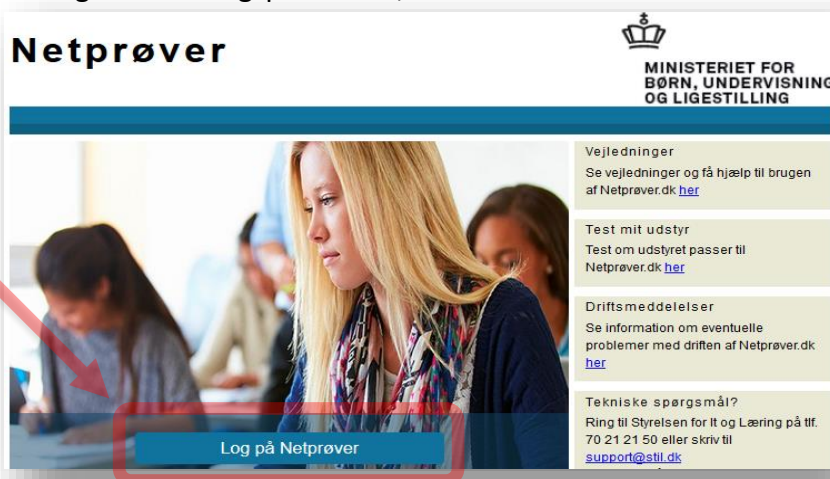 Netprøver
MINISTERIET FOR
BØRN, UNDERVISNING
OG LIGESTILLING
Vejledninger
Se vejledninger og få hjælp til brugen
af Netprøver.dk her
Test mit udstyr
Test om udstyret passer til
Netprøver.dk her
Driftsmeddelelser
Se information om eventuelle
problemer med driften af Netprøver.dk
her
Tekniske spørgsmål?
Ring til Styrelsen for It og Læring på tlf.
70 21 21 50 eller skriv til
support@stil.dk
Log på Netprøver